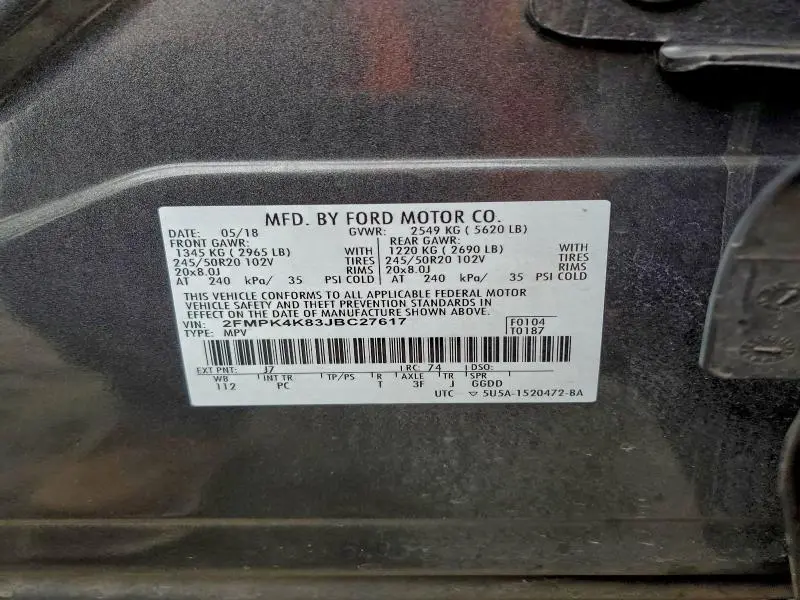 MFD. BY FORD MOTOR CO.
DATE: 05/18 GVWR: 2549 KG ( 5620 LB)
FRONT GAWR: REAR GAWR:
1345 KG ( 2965 LB) WITH 1220 KG ( 2690 LB) WITH
245/50R20 102V TIRES 245/50R20 102V TIRES
20x8.0J RIMS 20x8.0J RIMS
AT 240 kPa/ 35 PSI COLD AT 240 kPa/ 35 PSI COLD
THIS VEHICLE CONFORMS TO ALL APPLICABLE FEDERAL MOTOR
VEHICLE SAFETY AND THEFT PREVENTION STANDARDS IN
EFFECT ON THE DATE OF MANUFACTURE SHOWN ABOVE.
VIN: 2FMPK4K83JBC27617 F0104
TYPE: MPV T0187
EXT PNT: J7 RC: 74 DSO:
WB INT TR TP/PS R AXLE TR SPR
112 PC T 3F J GGDD
UTC 5U5A-1520472-BA